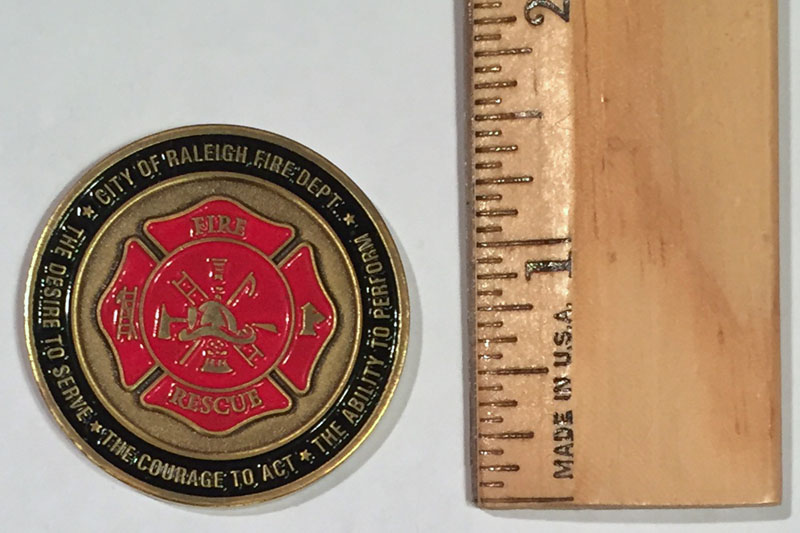 ★ CITY OF RALEIGH FIRE DEPT. ★
THE ABILITY TO PERFORM
★ THE COURAGE TO ACT ★
THE DESIRE TO SERVE
FIRE
RESCUE
2
1
MADE IN U.S.A.